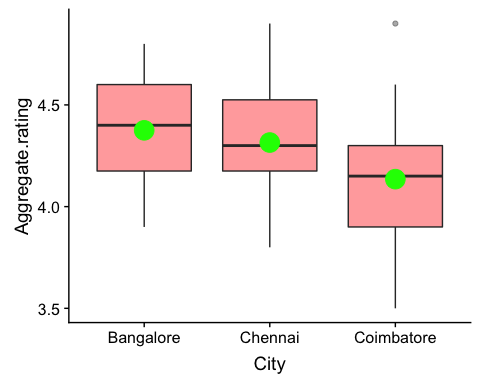 Aggregate.rating
4.5
4.0
3.5
Bangalore Chennai Coimbatore
City